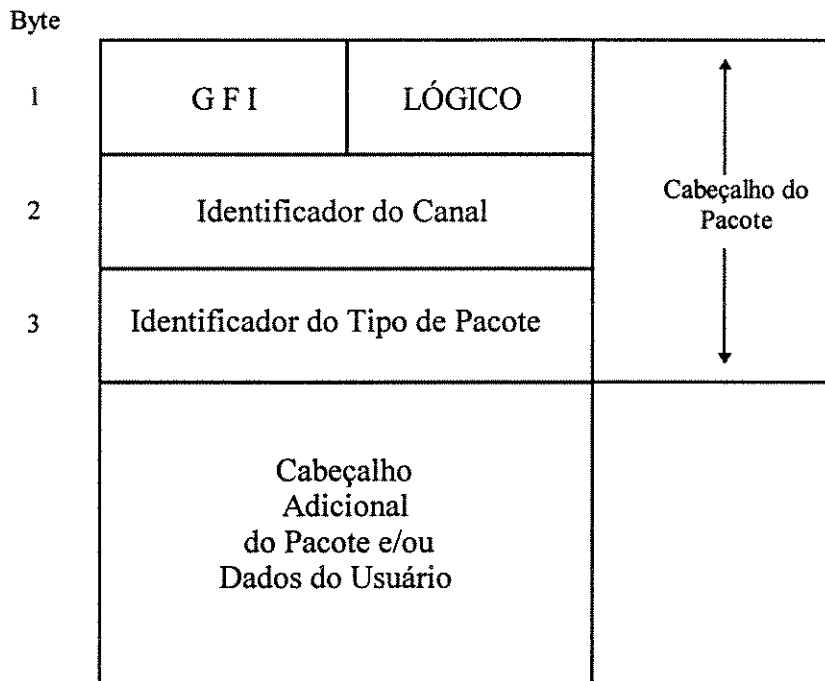 Byte
1
G F I
LÓGICO
2
Identificador do Canal
Cabeçalho do
Pacote
3
Identificador do Tipo de Pacote
Cabeçalho
Adicional
do Pacote e/ou
Dados do Usuário